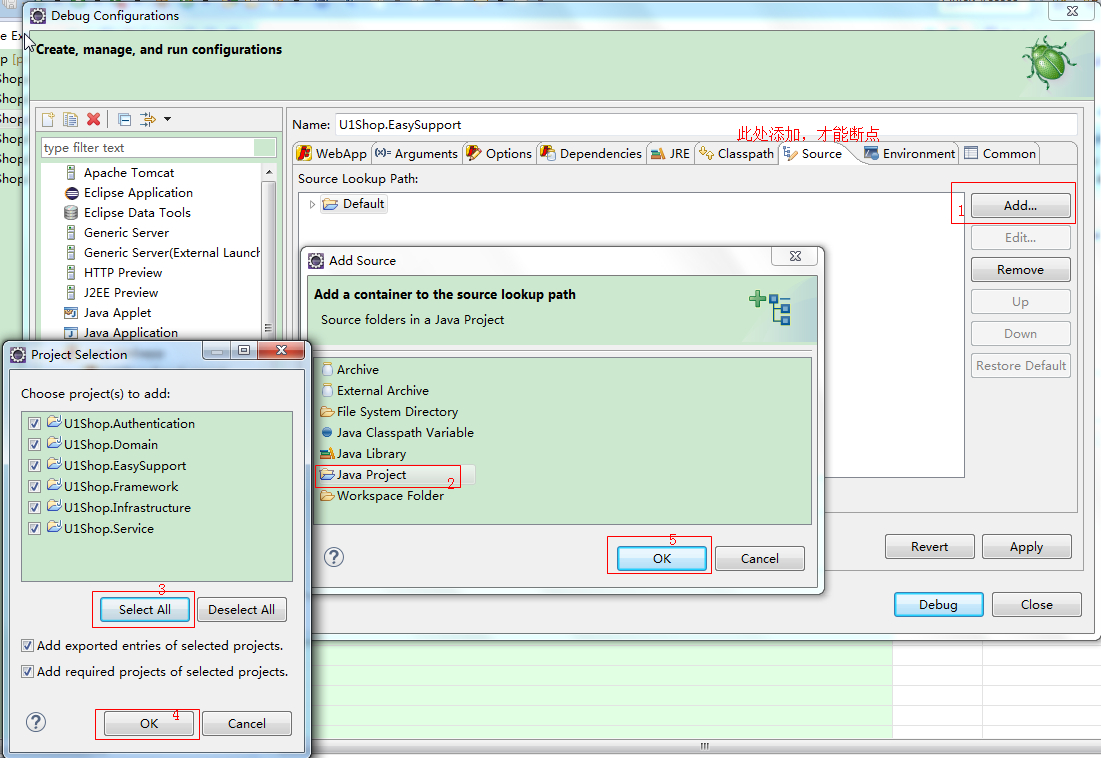 Debug Configurations
Create, manage, and run configurations
type filter text
Apache Tomcat
Eclipse Application
Eclipse Data Tools
Generic Server
Generic Server(External Launch
HTTP Preview
J2EE Preview
Java Applet
Java Application
Name: U1Shop.EasySupport
此处添加，才能断点
WebApp (x)= Arguments Options Dependencies JRE Classpath Source Environment Common
Source Lookup Path:
Default
1
Add...
Edit...
Remove
Up
Down
Restore Default
Revert Apply
Debug Close
Add Source
Add a container to the source lookup path
Source folders in a Java Project
Archive
External Archive
File System Directory
Java Classpath Variable
Java Library
Java Project
2
Workspace Folder
5
? OK Cancel
Project Selection
Choose project(s) to add:
U1Shop.Authentication
U1Shop.Domain
U1Shop.EasySupport
U1Shop.Framework
U1Shop.Infrastructure
U1Shop.Service
3
Select All Deselect All
Add exported entries of selected projects.
Add required projects of selected projects.
? OK 4 Cancel